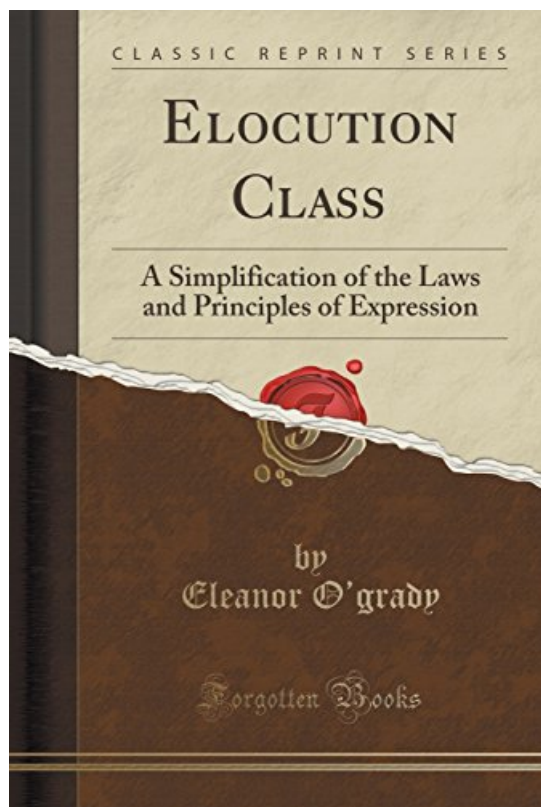 CLASSIC REPRINT SERIES
ELOCUTION
CLASS
A Simplification of the Laws
and Principles of Expression
by
Eleanor O'grady
Forgotten Books